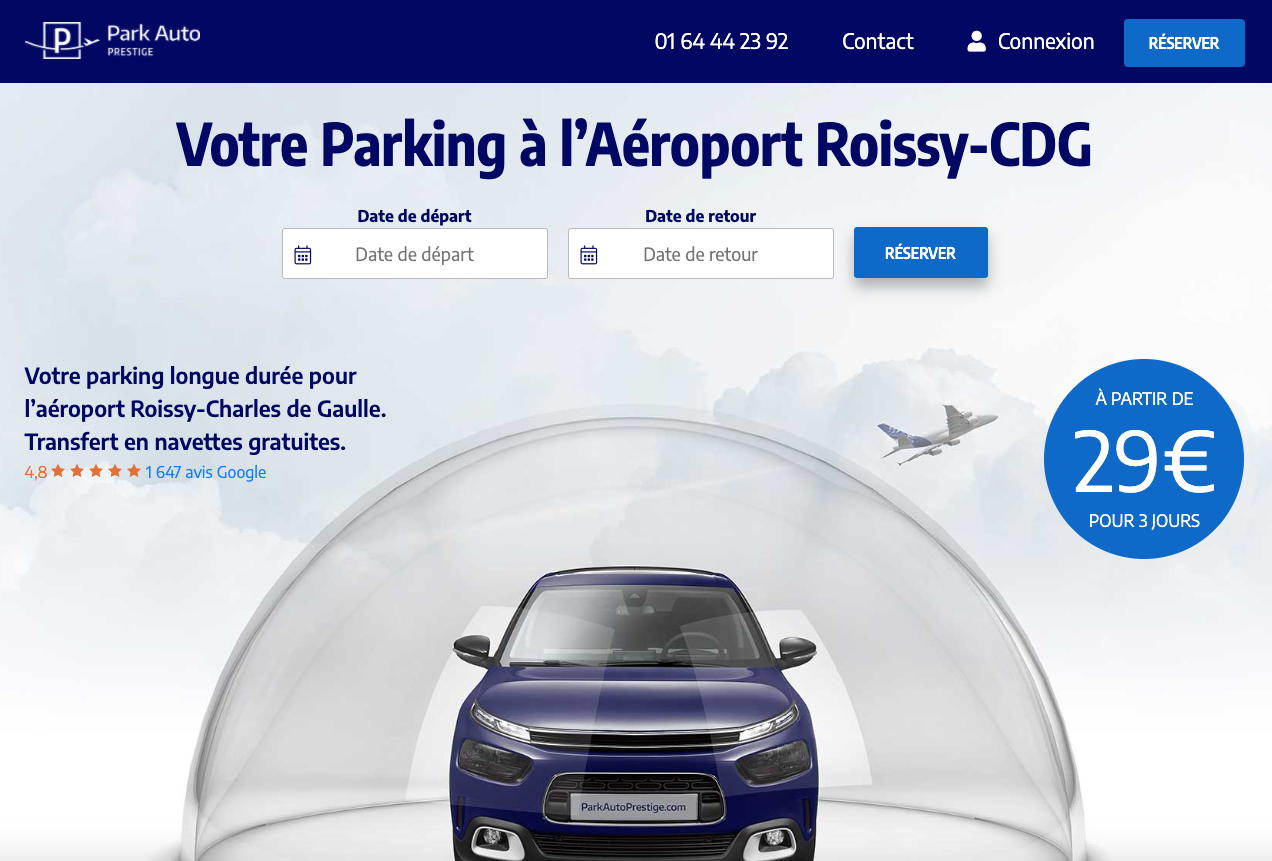 P
Park Auto
PRESTIGE
01 64 44 23 92
Contact
Connexion
RÉSERVER
Votre Parking à l’Aéroport Roissy-CDG
Date de départ
Date de retour
Date de départ
Date de retour
RÉSERVER
Votre parking longue durée pour
l’aéroport Roissy-Charles de Gaulle.
Transfert en navettes gratuites.
4,8 ★ ★ ★ ★ ★ 1 647 avis Google
À PARTIR DE
29€
POUR 3 JOURS
ParkAutoPrestige.com